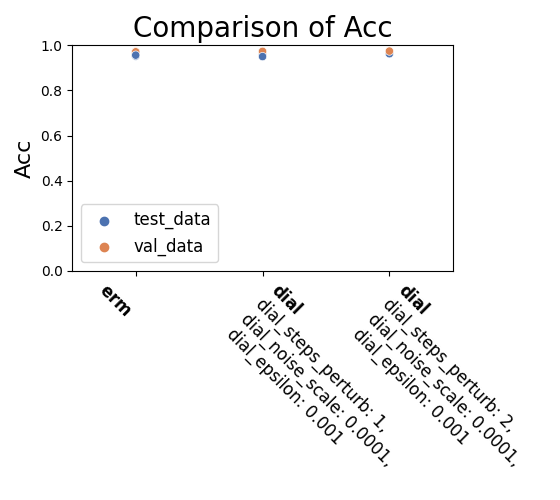 Comparison of Acc
Acc
1.0
0.8
0.6
0.4
0.2
0.0
test_data
val_data
erm
dial
dial_steps_perturb: 1,
dial_noise_scale: 0.0001,
dial_epsilon: 0.001
dial
dial_steps_perturb: 2,
dial_noise_scale: 0.0001,
dial_epsilon: 0.001